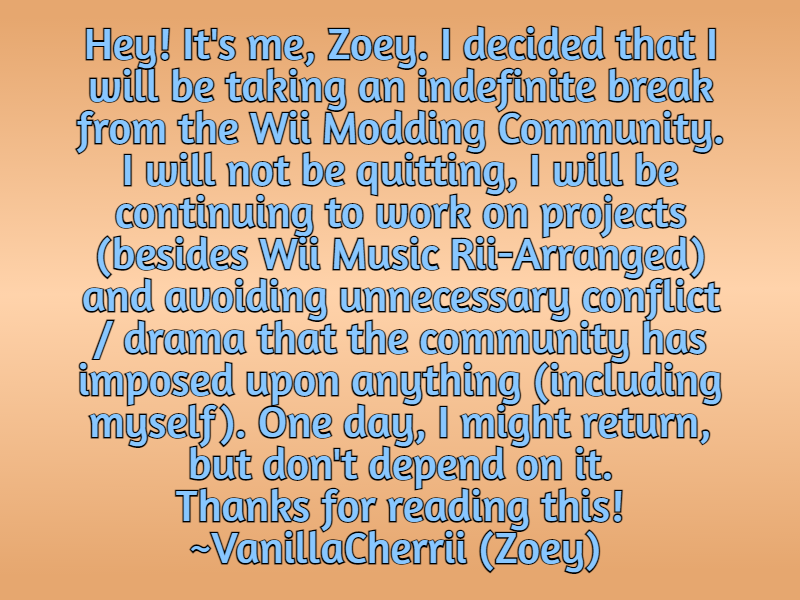 Hey! It's me, Zoey. I decided that I
will be taking an indefinite break
from the Wii Modding Community.
I will not be quitting, I will be
continuing to work on projects
(besides Wii Music Rii-Arranged)
and avoiding unnecessary conflict
/ drama that the community has
imposed upon anything (including
myself). One day, I might return,
but don't depend on it.
Thanks for reading this!
~VanillaCherrii (Zoey)